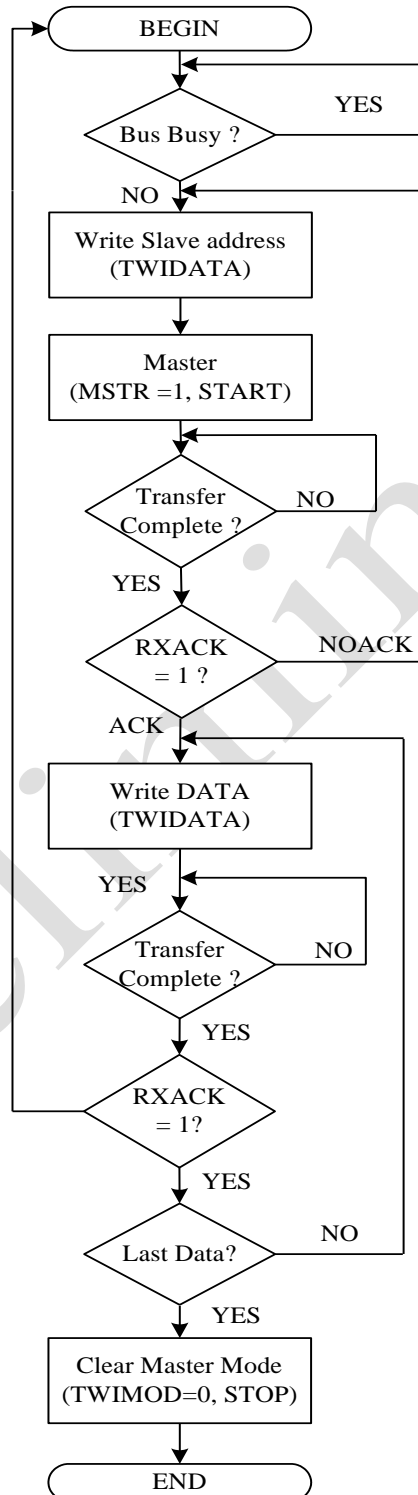 BEGIN
YES
Bus Busy ?
NO
Write Slave address
(TWIDATA)
Master
(MSTR =1, START)
Transfer
Complete ?
NO
YES
RXACK
= 1 ?
NOACK
ACK
Write DATA
(TWIDATA)
YES
Transfer
Complete ?
NO
YES
RXACK
= 1?
YES
Last Data?
NO
YES
Clear Master Mode
(TWIMOD=0, STOP)
END